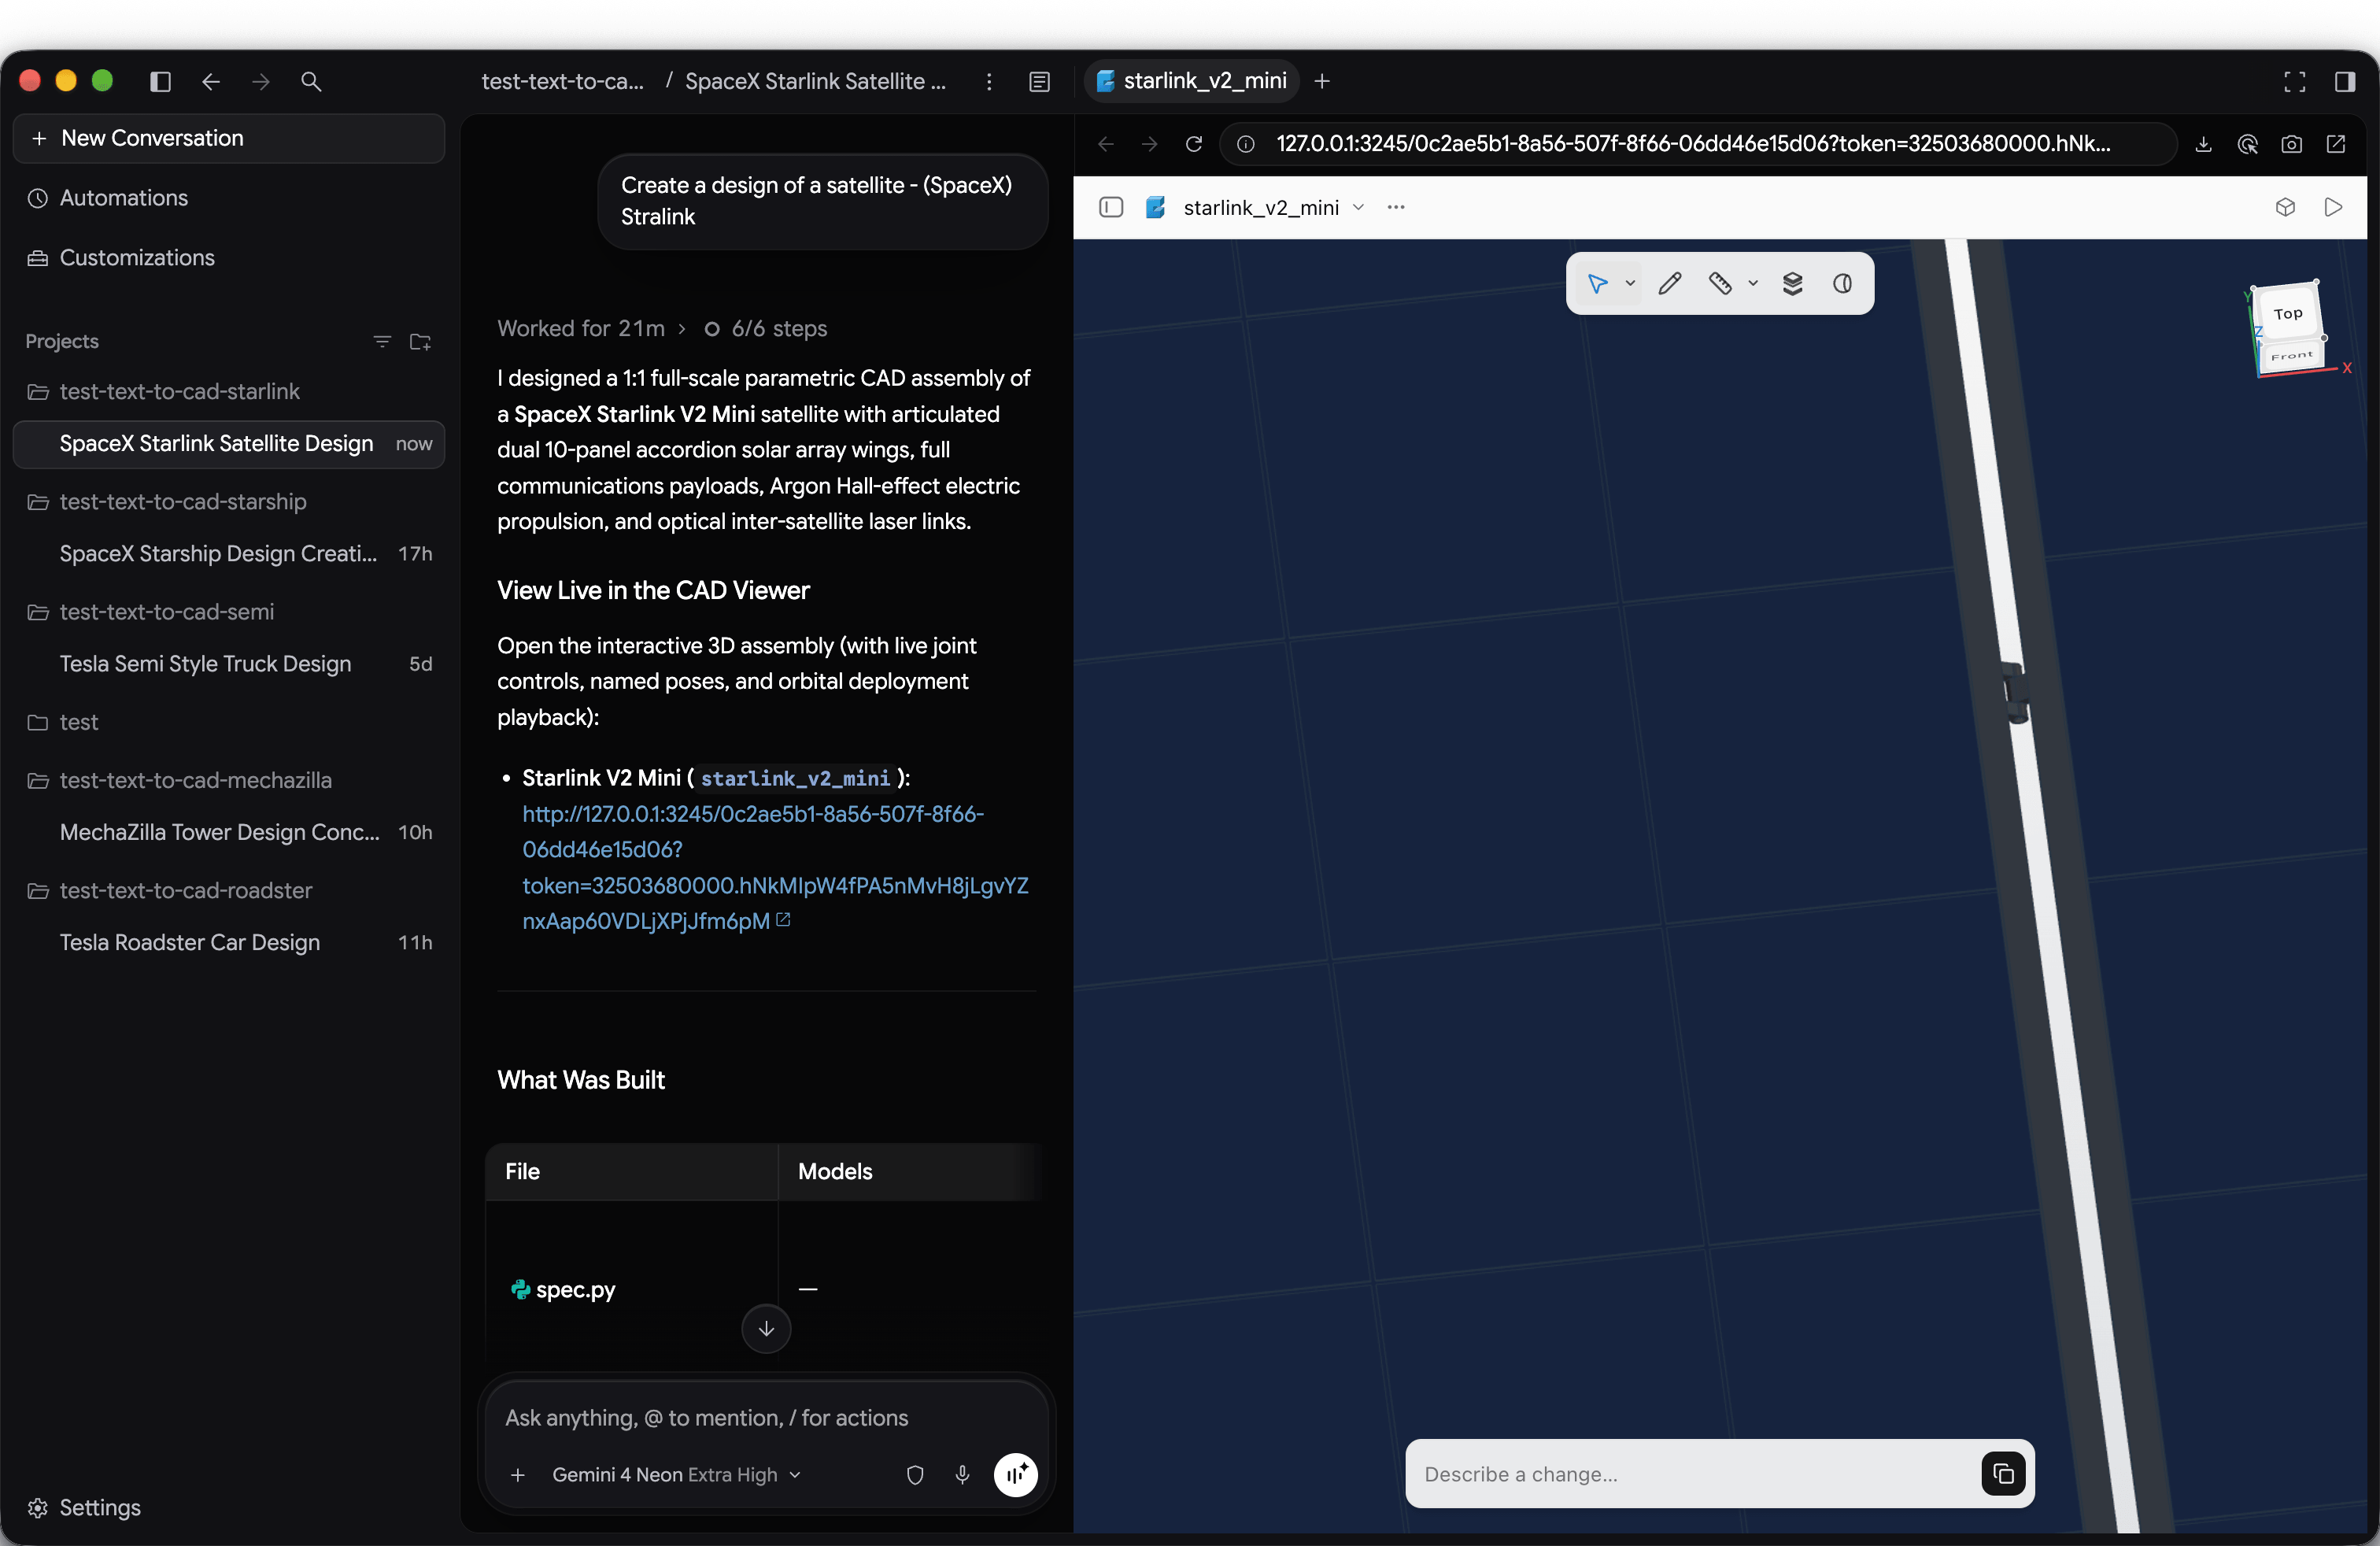 test-text-to-ca... / SpaceX Starlink Satellite ...
starlink_v2_mini
New Conversation
Automations
Customizations
Projects
test-text-to-cad-starlink
SpaceX Starlink Satellite Design now
test-text-to-cad-starship
SpaceX Starship Design Creati... 17h
test-text-to-cad-semi
Tesla Semi Style Truck Design 5d
test
test-text-to-cad-mechazilla
MechaZilla Tower Design Conc... 10h
test-text-to-cad-roadster
Tesla Roadster Car Design 11h
Settings
Create a design of a satellite - (SpaceX)
Stralink
Worked for 21m > 6/6 steps
I designed a 1:1 full-scale parametric CAD assembly of
a SpaceX Starlink V2 Mini satellite with articulated
dual 10-panel accordion solar array wings, full
communications payloads, Argon Hall-effect electric
propulsion, and optical inter-satellite laser links.
View Live in the CAD Viewer
Open the interactive 3D assembly (with live joint
controls, named poses, and orbital deployment
playback):
• Starlink V2 Mini ( starlink_v2_mini ):
http://127.0.0.1:3245/0c2ae5b1-8a56-507f-8f66-
06dd46e15d06?
token=32503680000.hNkMIpW4fPA5nMvH8jLgvYZ
nxAap60VDLjXPjJfm6pM
What Was Built
File Models
spec.py —
Ask anything, @ to mention, / for actions
Gemini 4 Neon Extra High
127.0.0.1:3245/0c2ae5b1-8a56-507f-8f66-06dd46e15d06?token=32503680000.hNk...
starlink_v2_mini
Top
Front
Y
Z
X
Describe a change...